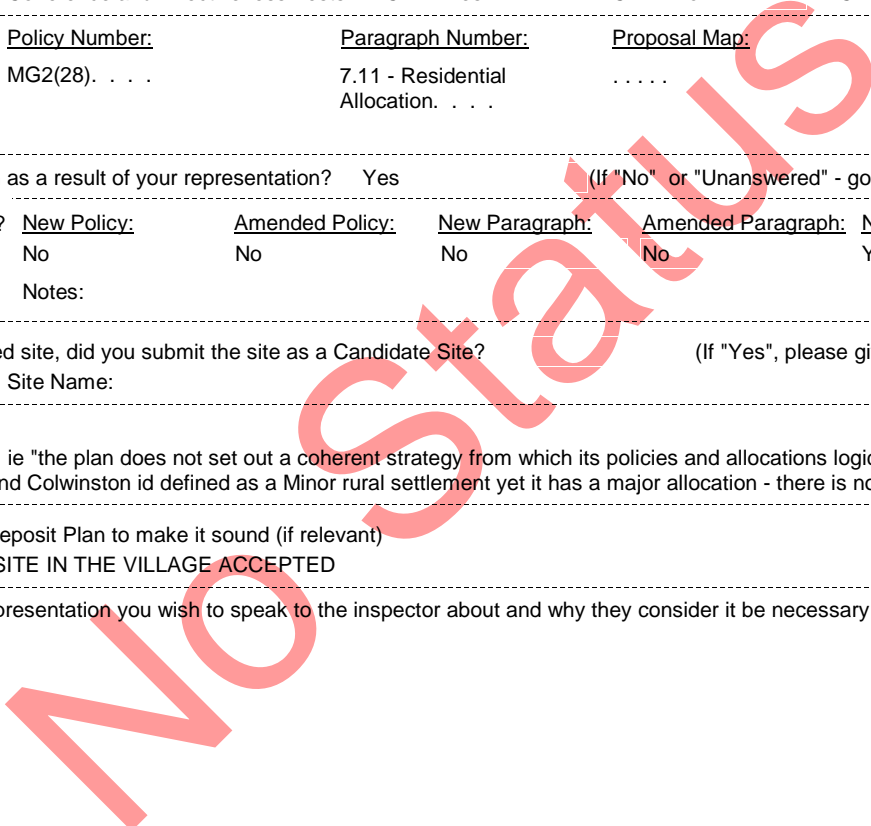 Policy Number: Paragraph Number: Proposal Map:
MG2(28). . . . 7.11 - Residential . . . . .
Allocation. . . .
as a result of your representation? Yes (If "No" or "Unanswered" - go
? New Policy: Amended Policy: New Paragraph: Amended Paragraph: N
No No No No Y
Notes:
ed site, did you submit the site as a Candidate Site? (If "Yes", please gi
Site Name:
ie "the plan does not set out a coherent strategy from which its policies and allocations logic
nd Colwinston id defined as a Minor rural settlement yet it has a major allocation - there is no
eposit Plan to make it sound (if relevant)
SITE IN THE VILLAGE ACCEPTED
presentation you wish to speak to the inspector about and why they consider it be necessary
No Status